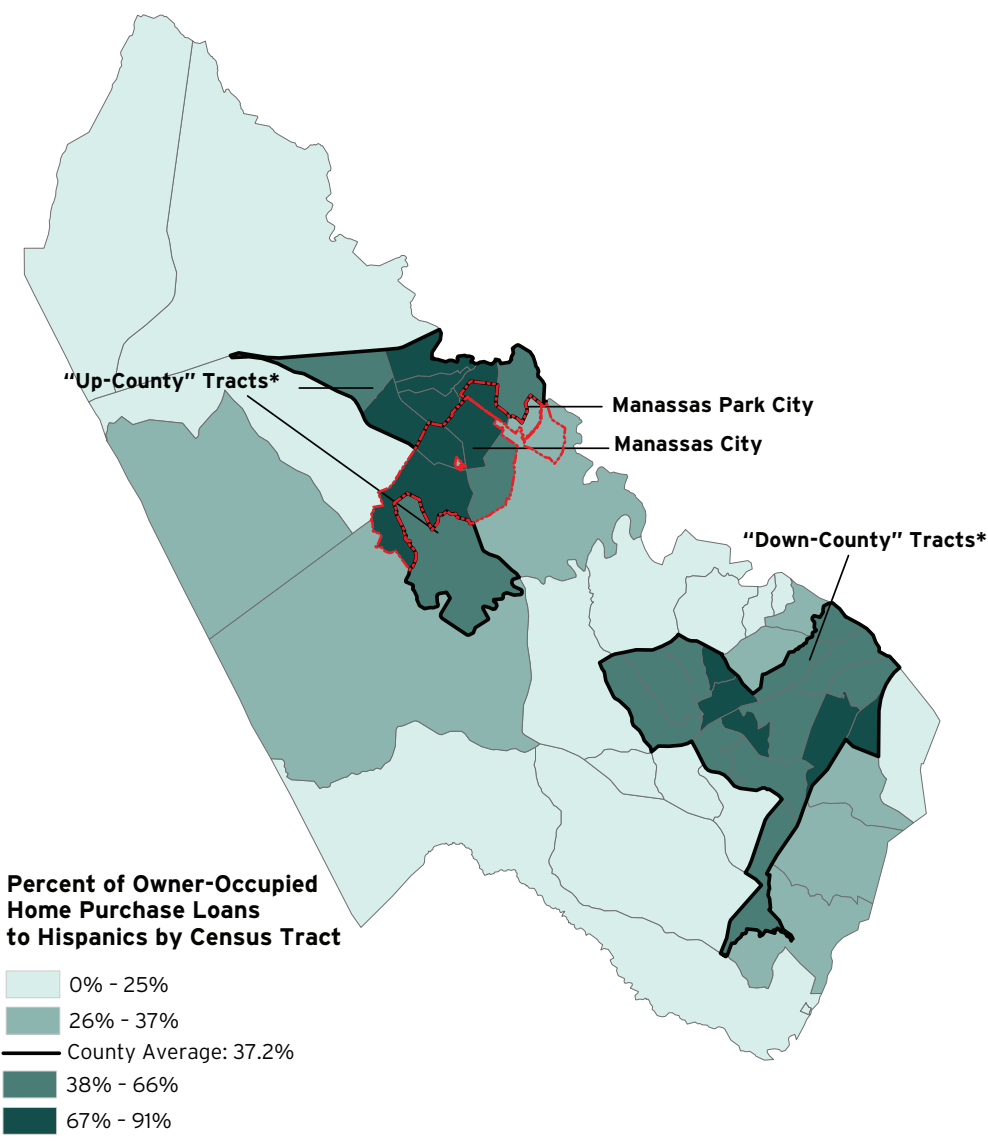 “Up-County” Tracts*
Manassas Park City
Manassas City
“Down-County” Tracts*
Percent of Owner-Occupied
Home Purchase Loans
to Hispanics by Census Tract
0% – 25%
26% – 37%
County Average: 37.2%
38% – 66%
67% – 91%